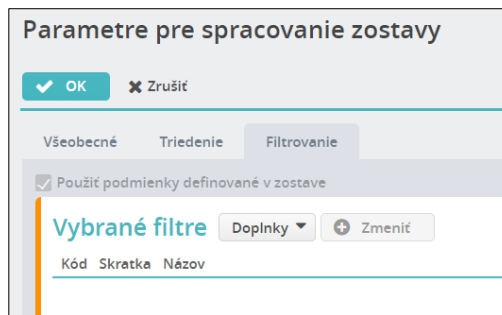 Parametre pre spracovanie zostavy
OK Zrušiť
Všeobecné Triedenie Filtrovanie
Použiť podmienky definované v zostave
Vybrané filtre Doplnky Zmeniť
Kód Skratka Názov